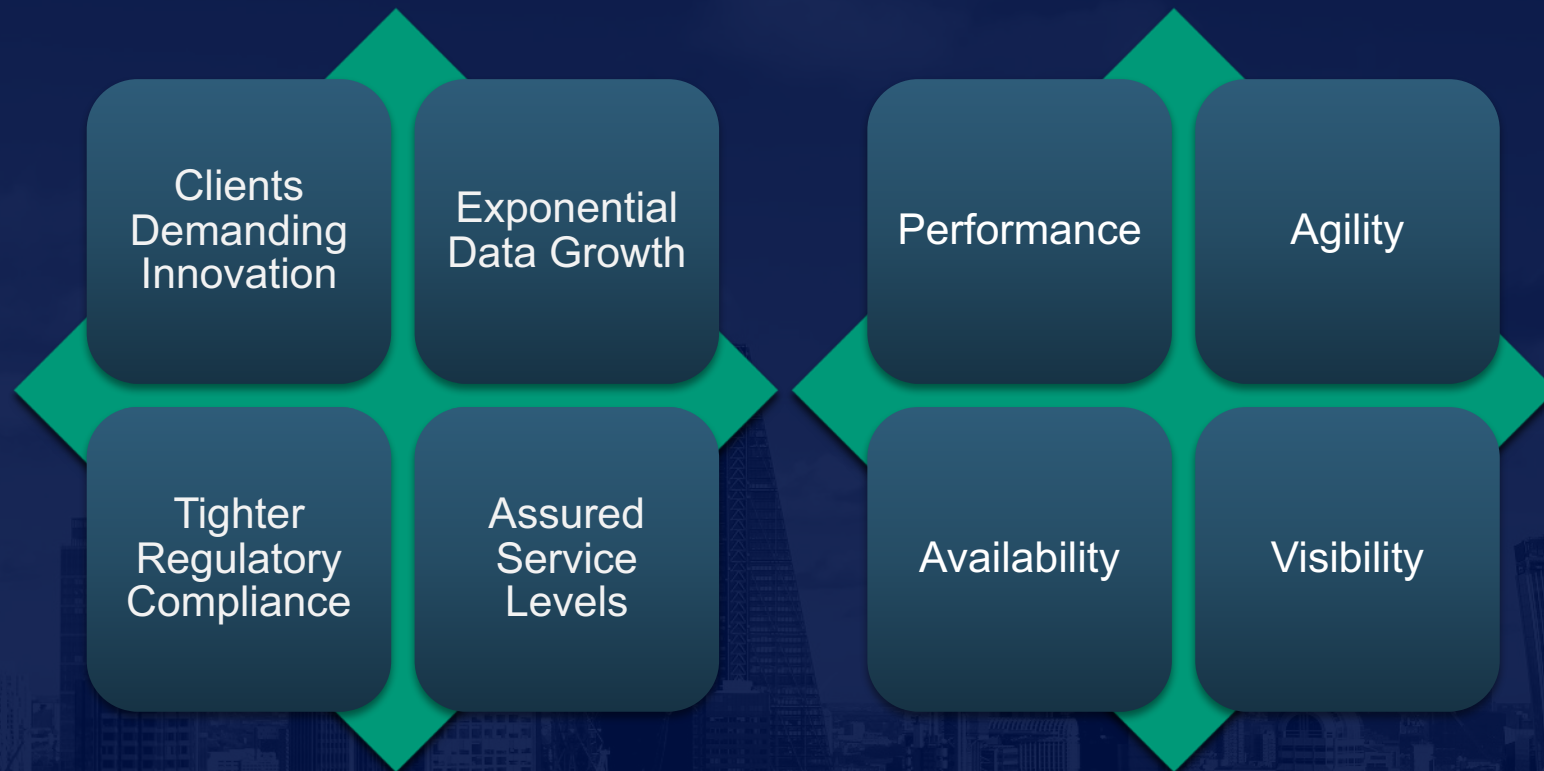 Clients
Demanding
Innovation
Exponential
Data Growth
Tighter
Regulatory
Compliance
Assured
Service
Levels
Performance
Agility
Availability
Visibility